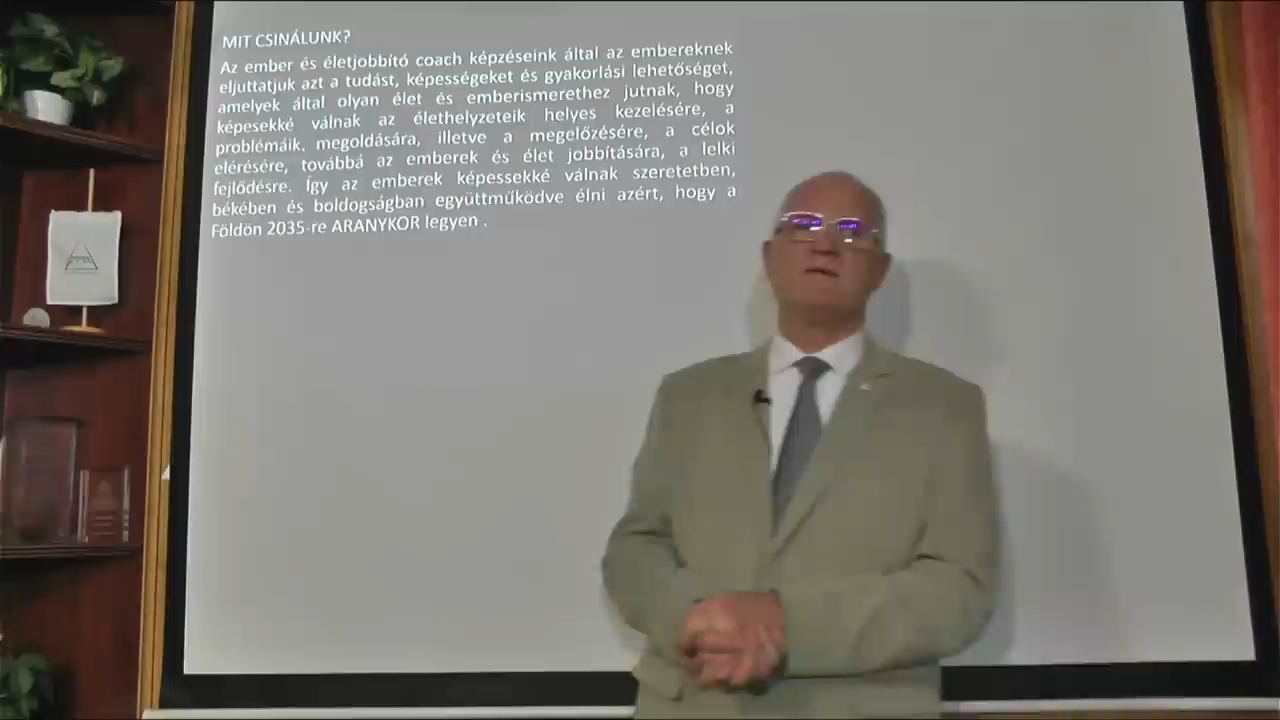 MIT CSINÁLUNK?
Az ember és életjobbító coach képzéseink által az embereknek
eljuttatjuk azt a tudást, képességeket és gyakorlási lehetőséget,
amelyek által olyan élet és emberismerethez jutnak, hogy
képesekké válnak az élethelyzeteik helyes kezelésére, a
problémáik. megoldására, illetve a megelőzésére, a célok
elérésére, továbbá az emberek és élet jobbítására, a lelki
fejlődésre. Így az emberek képessekké válnak szeretetben,
békében és boldogságban együttműködve élni azért, hogy a
Földön 2035-re ARANYKOR legyen .